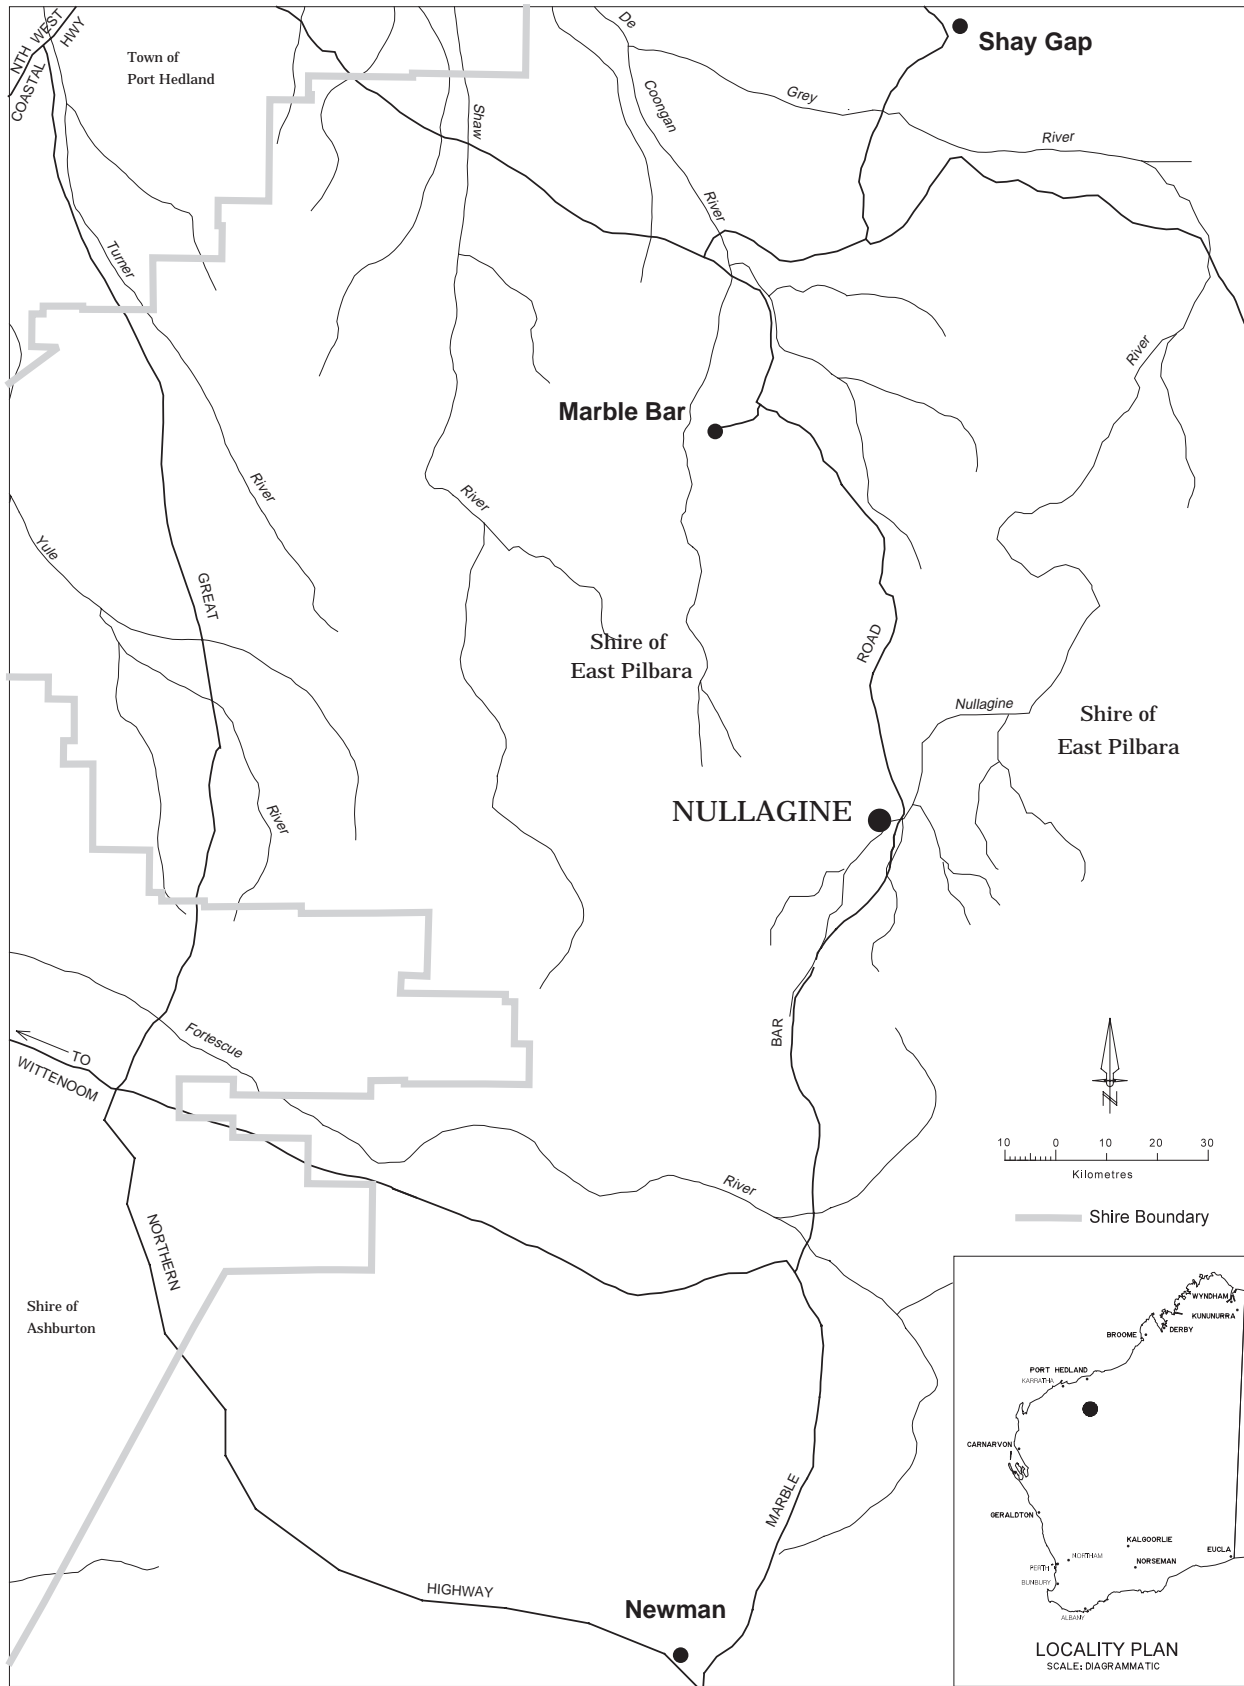 NTH WEST
COASTAL HWY
Town of
Port Hedland
De
Shay Gap
Shaw
Coongan
Grey
River
River
Turner
River
Marble Bar
River
River
Yule
GREAT
Shire of
East Pilbara
ROAD
Nullagine
Shire of
East Pilbara
NULLAGINE
River
Fortescue
TO
WITTENOOM
BAR
N
10 0 10 20 30
Kilometres
River
Shire Boundary
NORTHERN
Shire of
Ashburton
MARBLE
HIGHWAY
Newman
WYNDHAM
KUNUNURRA
DERBY
BROOME
PORT HEDLAND
KARRATHA
CARNARVON
GERALDTON
KALGOORLIE
EUCLA
NORTHAM
PERTH
NORSEMAN
BUNBURY
ALBANY
LOCALITY PLAN
SCALE: DIAGRAMMATIC